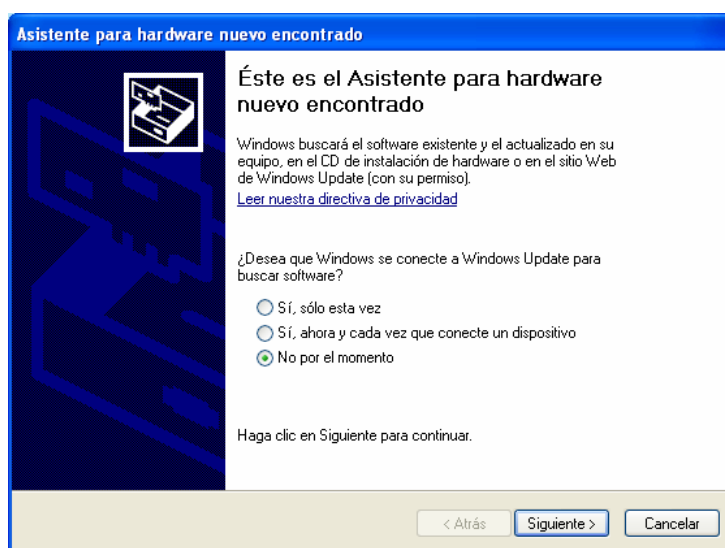 Asistente para hardware nuevo encontrado
Éste es el Asistente para hardware
nuevo encontrado
Windows buscará el software existente y el actualizado en su
equipo, en el CD de instalación de hardware o en el sitio Web
de Windows Update (con su permiso).
Leer nuestra directiva de privacidad
¿Desea que Windows se conecte a Windows Update para
buscar software?
Sí, sólo esta vez
Sí, ahora y cada vez que conecte un dispositivo
No por el momento
Haga clic en Siguiente para continuar.
< Atrás Siguiente > Cancelar